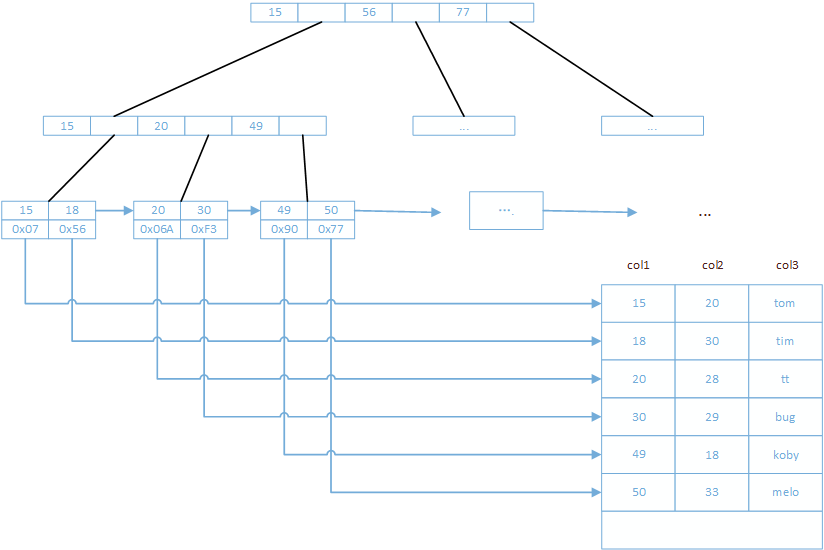 15 56 77
15 20 49 ... ...
15 18 20 30 49 50 ... ...
0x07 0x56 0x06A 0xF3 0x90 0x77
col1 col2 col3
15 20 tom
18 30 tim
20 28 tt
30 29 bug
49 18 koby
50 33 melo